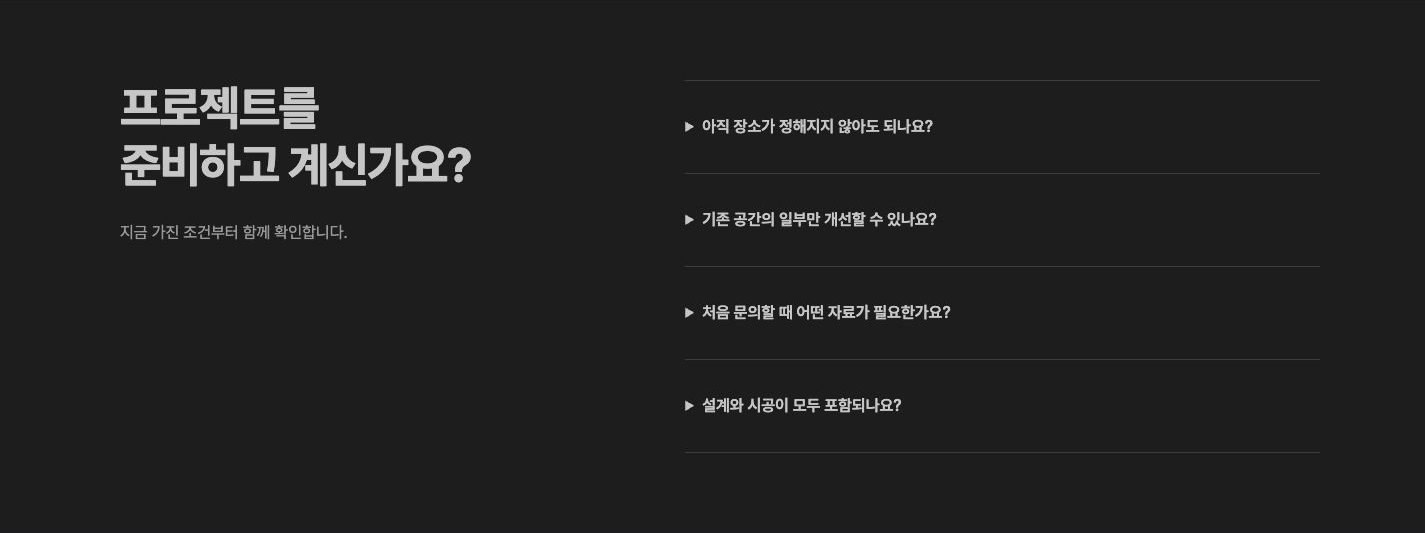 프로젝트를
준비하고 계신가요?
지금 가진 조건부터 함께 확인합니다.
▶ 아직 장소가 정해지지 않아도 되나요?
▶ 기존 공간의 일부만 개선할 수 있나요?
▶ 처음 문의할 때 어떤 자료가 필요한가요?
▶ 설계와 시공이 모두 포함되나요?